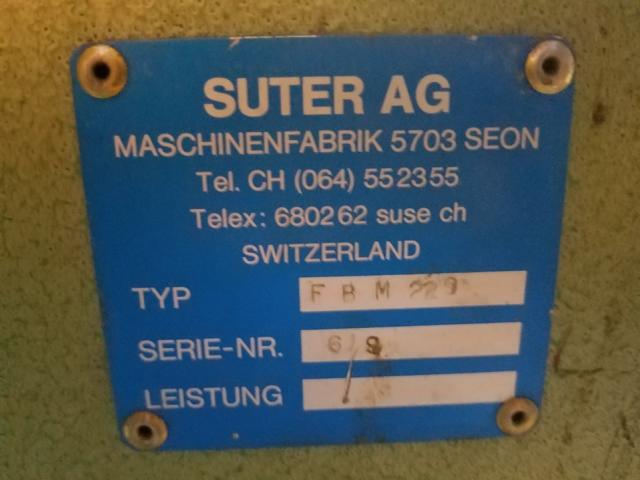 SUTER AG
MASCHINENFABRIK 5703 SEON
Tel. CH (064) 552355
Telex: 680262 suse ch
SWITZERLAND
TYP F B M
SERIE-NR.
LEISTUNG